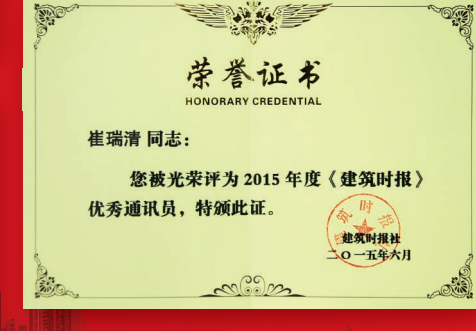 荣誉证书
HONORARY CREDENTIAL
崔瑞清 同志：
您被光荣评为 2015 年度《建筑时报》
优秀通讯员，特颁此证。
建筑时报社
二〇一五年六月